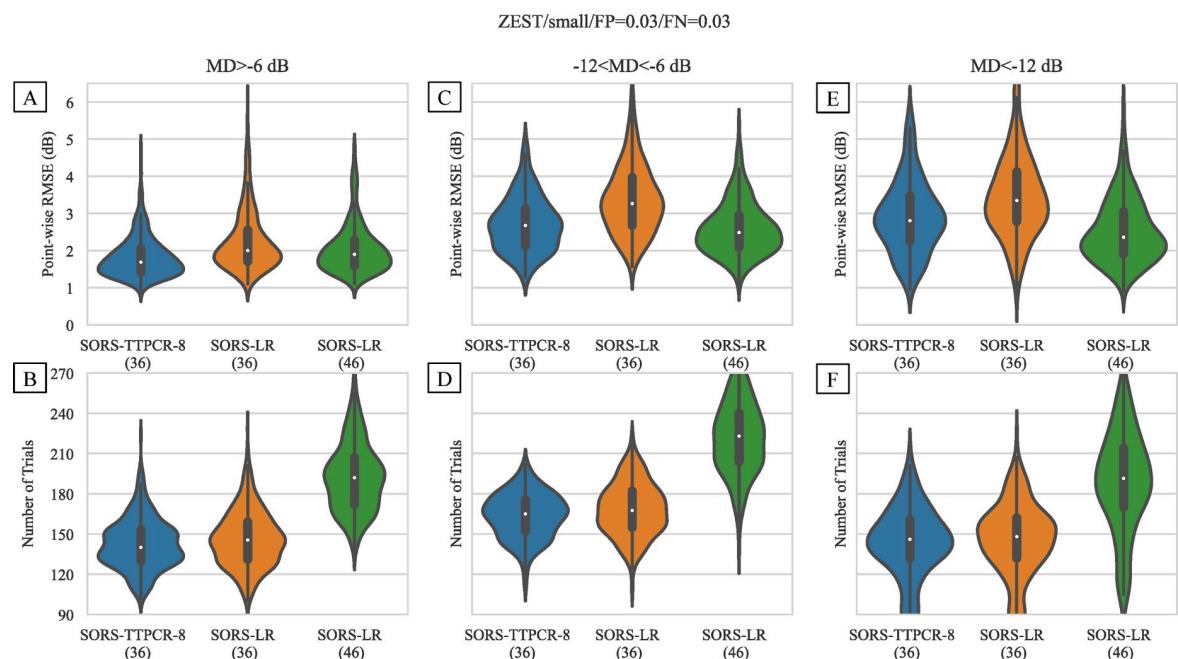 ZEST/small/FP=0.03/FN=0.03
MD>-6 dB
-12<MD<-6 dB
MD<-12 dB
A
C
E
Point-wise RMSE (dB)
6
5
4
3
2
1
0
Point-wise RMSE (dB)
Point-wise RMSE (dB)
SORS-TTPCR-8 SORS-LR SORS-LR
(36) (36) (46)
SORS-TTPCR-8 SORS-LR SORS-LR
(36) (36) (46)
SORS-TTPCR-8 SORS-LR SORS-LR
(36) (36) (46)
B
D
F
Number of Trials
270
240
210
180
150
120
90
Number of Trials
Number of Trials
SORS-TTPCR-8 SORS-LR SORS-LR
(36) (36) (46)
SORS-TTPCR-8 SORS-LR SORS-LR
(36) (36) (46)
SORS-TTPCR-8 SORS-LR SORS-LR
(36) (36) (46)